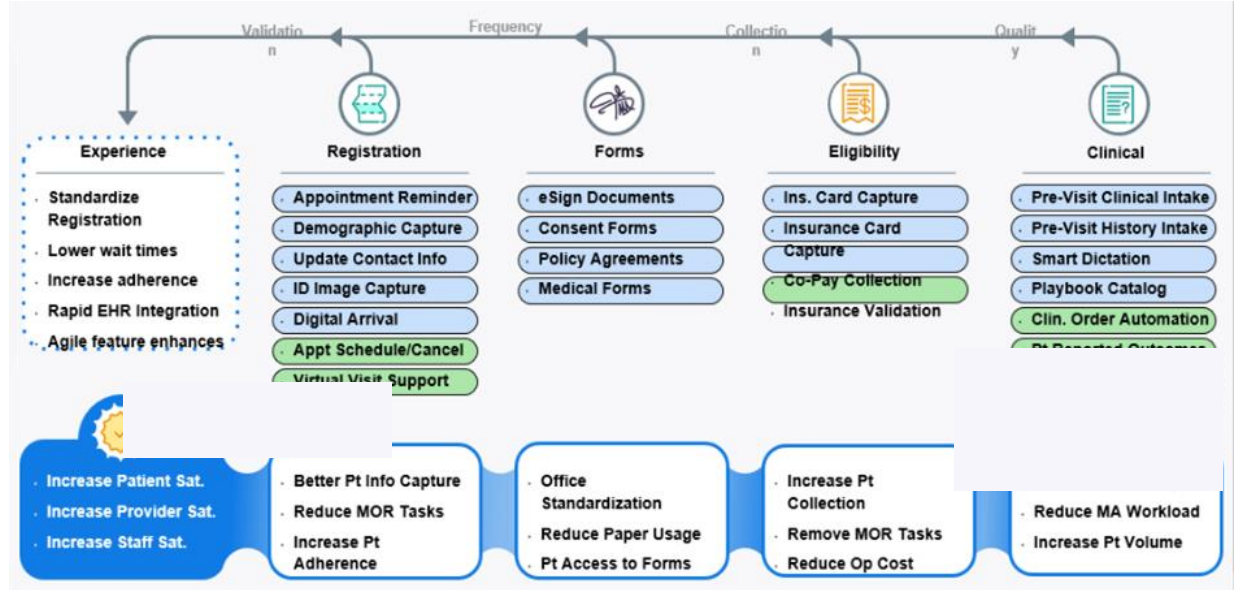 Validatio
n
Frequency
Collectio
n
Qualit
y
Experience
Standardize
Registration
Lower wait times
Increase adherence
Rapid EHR Integration
Agile feature enhances
Registration
Appointment Reminder
Demographic Capture
Update Contact Info
ID Image Capture
Digital Arrival
Appt Schedule/Cancel
Virtual Visit Support
Forms
eSign Documents
Consent Forms
Policy Agreements
Medical Forms
Eligibility
Ins. Card Capture
Insurance Card
Capture
Co-Pay Collection
Insurance Validation
Clinical
Pre-Visit Clinical Intake
Pre-Visit History Intake
Smart Dictation
Playbook Catalog
Clin. Order Automation
Pt Reported Outcomes
Increase Patient Sat.
Increase Provider Sat.
Increase Staff Sat.
Better Pt Info Capture
Reduce MOR Tasks
Increase Pt
Adherence
Office
Standardization
Reduce Paper Usage
Pt Access to Forms
Increase Pt
Collection
Remove MOR Tasks
Reduce Op Cost
Reduce MA Workload
Increase Pt Volume